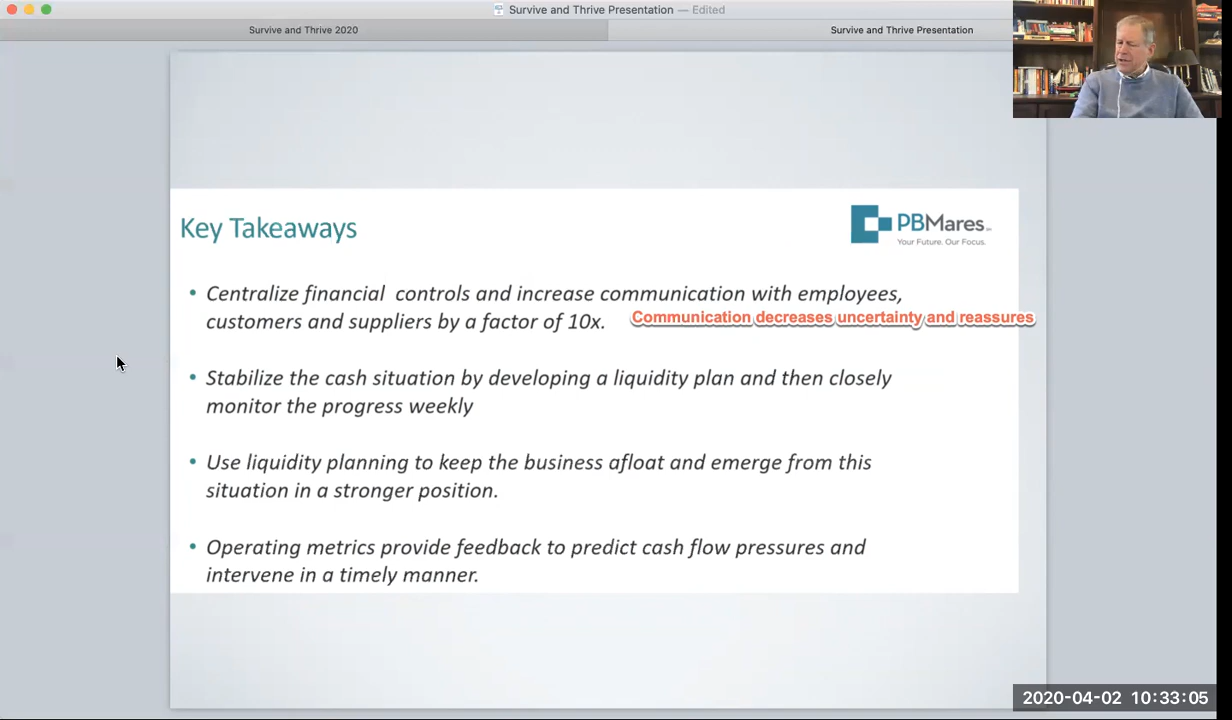 Survive and Thrive Presentation — Edited
Survive and Thrive 2020
Survive and Thrive Presentation
Key Takeaways
PBMares
Your Future. Our Focus.
• Centralize financial controls and increase communication with employees,
customers and suppliers by a factor of 10x.
Communication decreases uncertainty and reassures
• Stabilize the cash situation by developing a liquidity plan and then closely
monitor the progress weekly
• Use liquidity planning to keep the business afloat and emerge from this
situation in a stronger position.
• Operating metrics provide feedback to predict cash flow pressures and
intervene in a timely manner.
2020-04-02 10:33:05